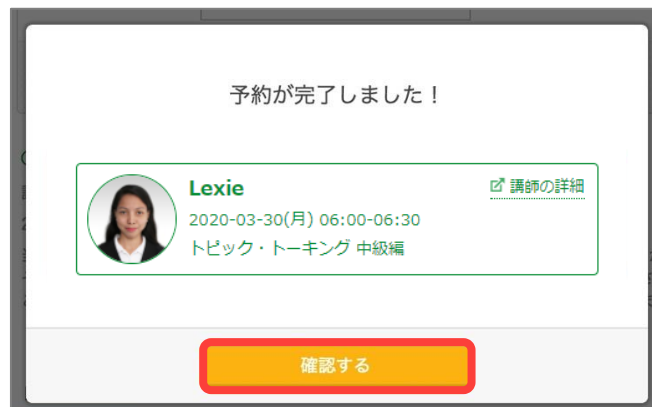 予約が完了しました！
Lexie
講師の詳細
2020-03-30(月) 06:00-06:30
トピック・トーキング 中級編
確認する